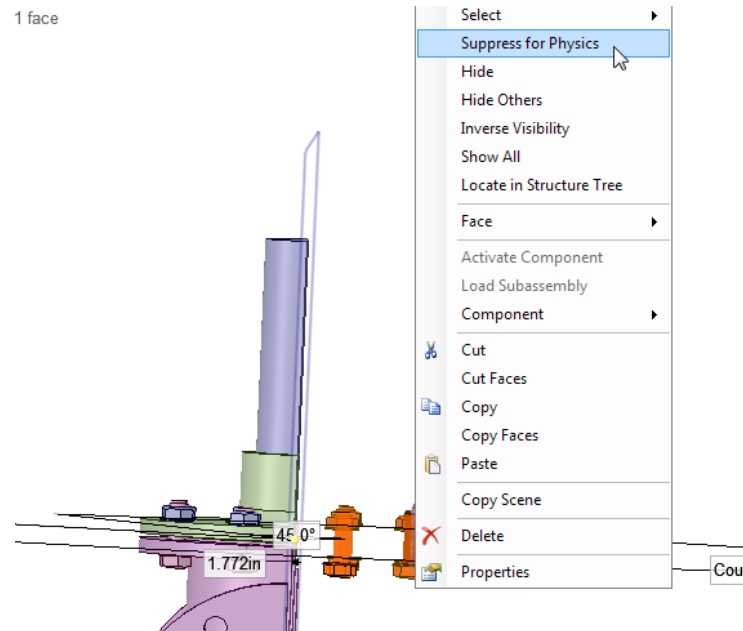 1 face
Select
Suppress for Physics
Hide
Hide Others
Inverse Visibility
Show All
Locate in Structure Tree
Face
Activate Component
Load Subassembly
Component
Cut
Cut Faces
Copy
Copy Faces
Paste
Copy Scene
Delete
Properties
45.0°
1.772in
Cou